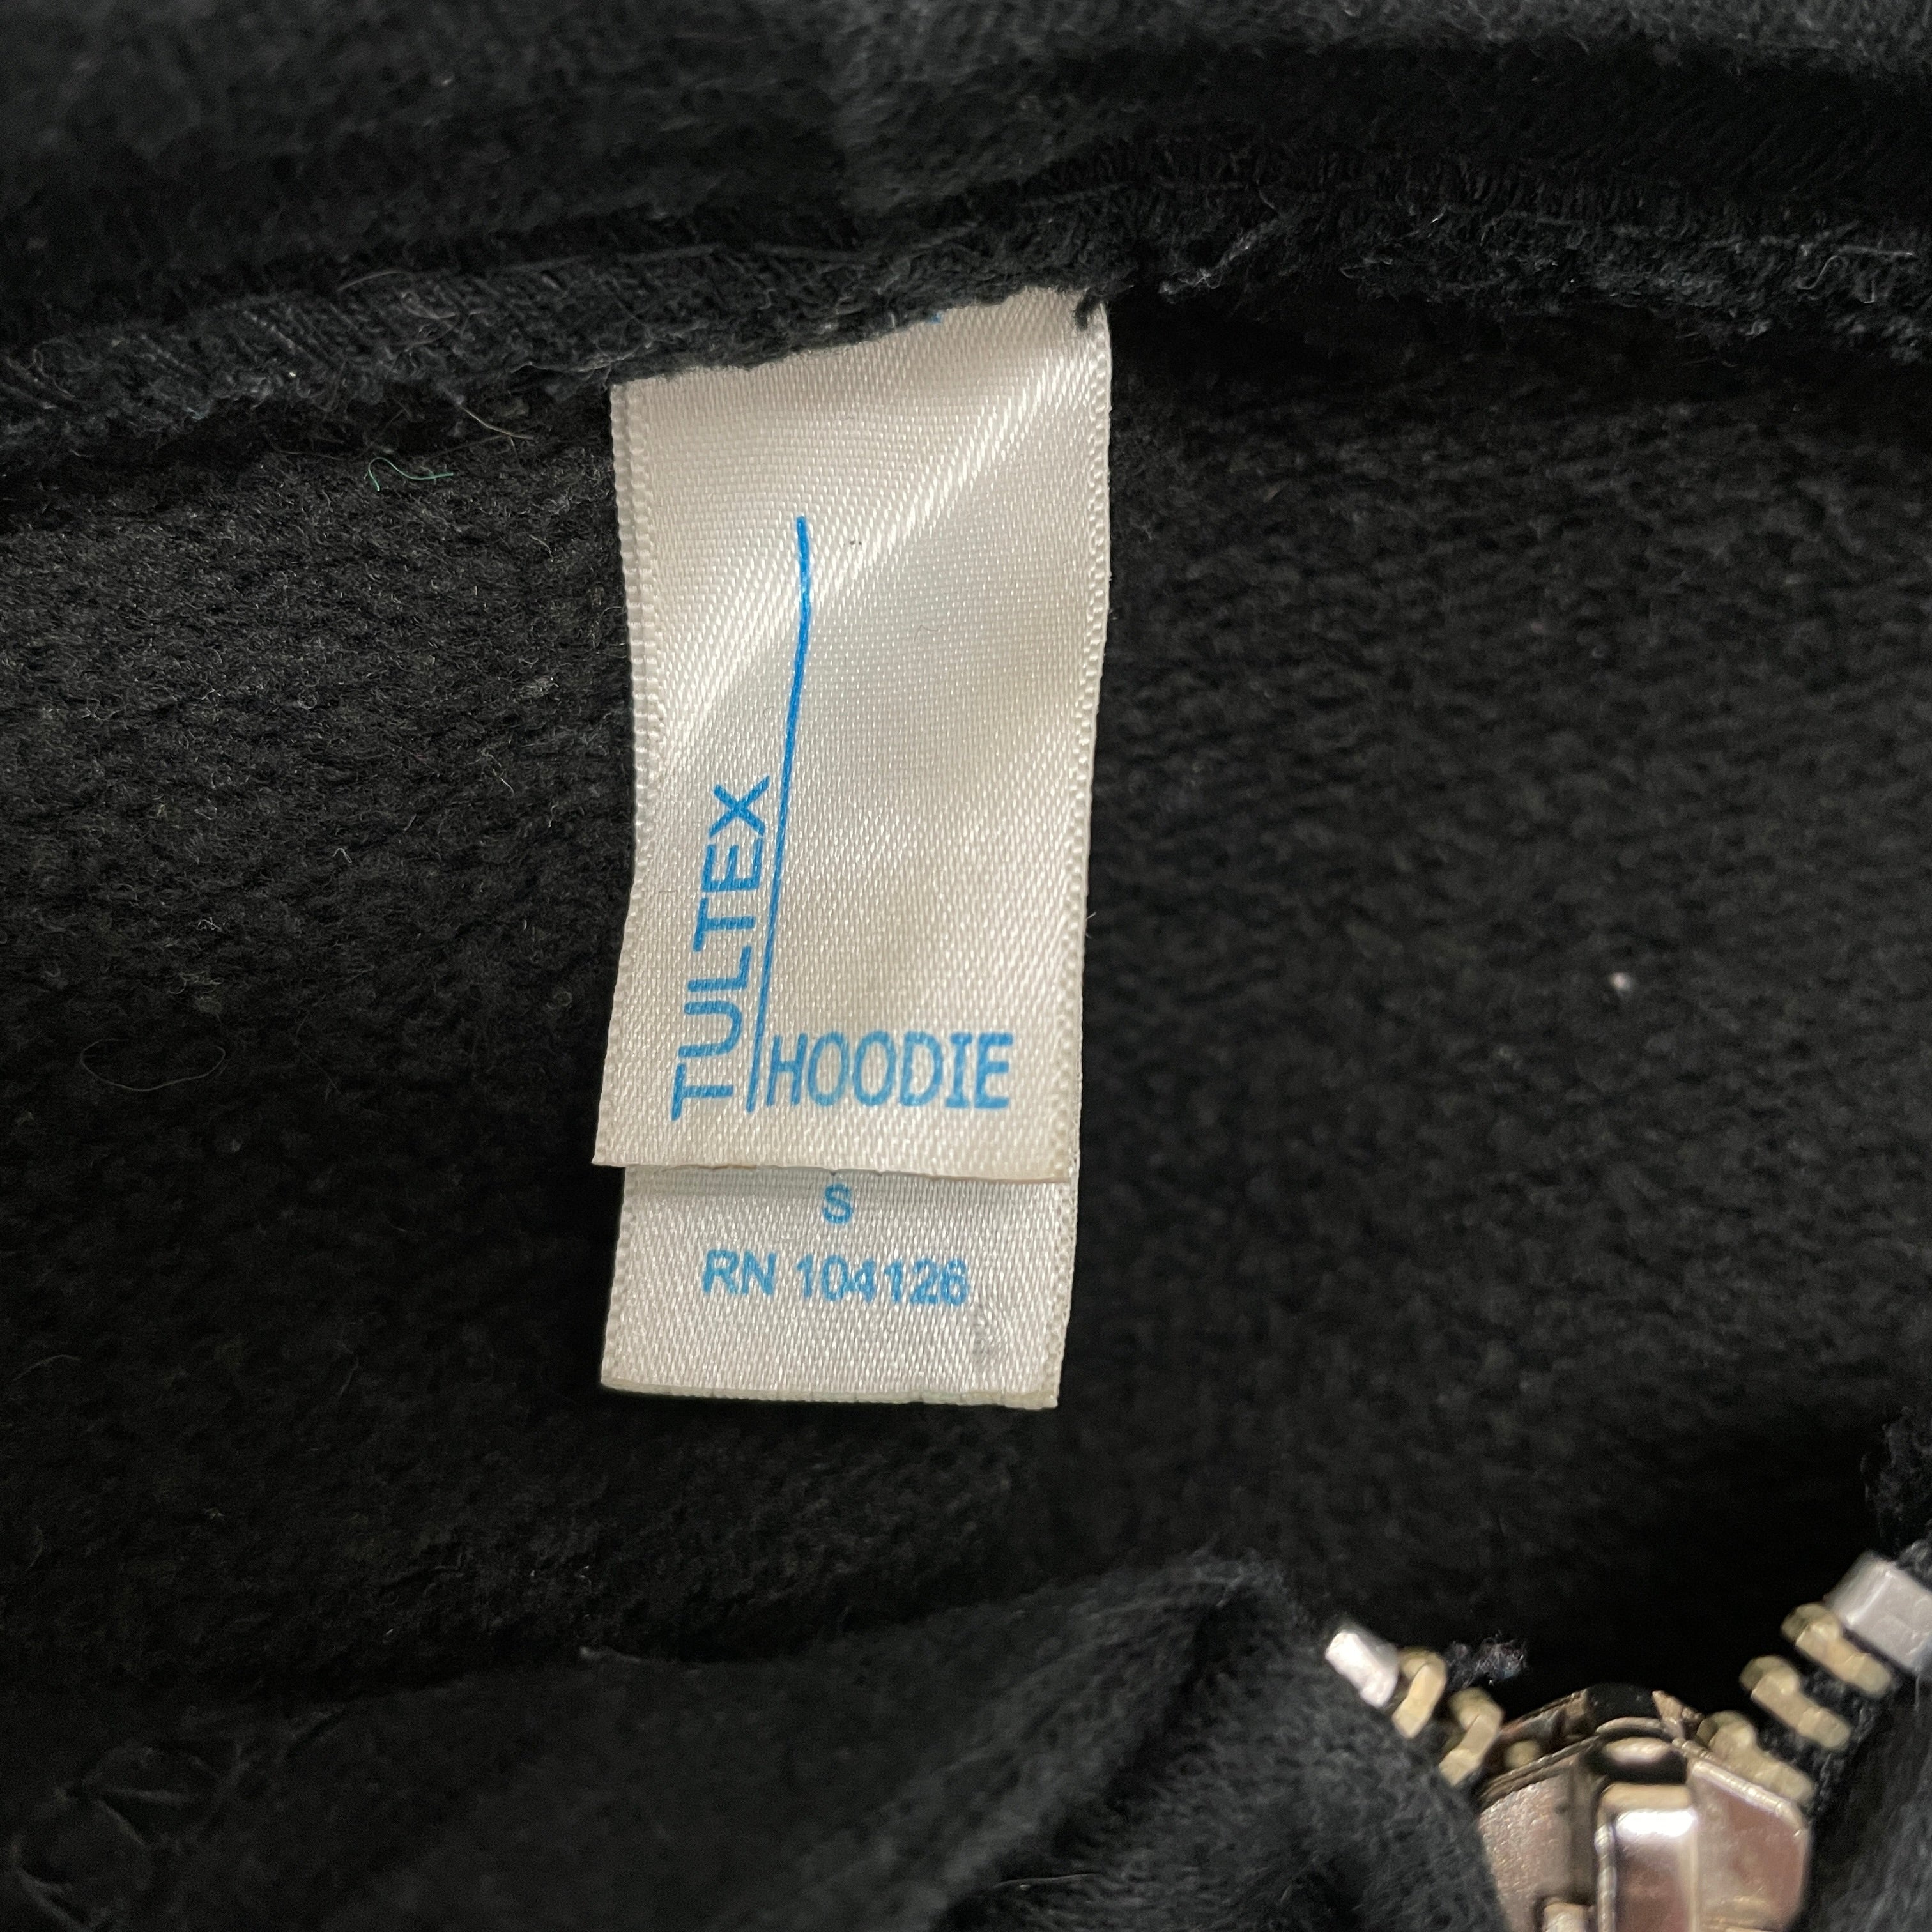 TULTEX
HOODIE
S
RN 104126